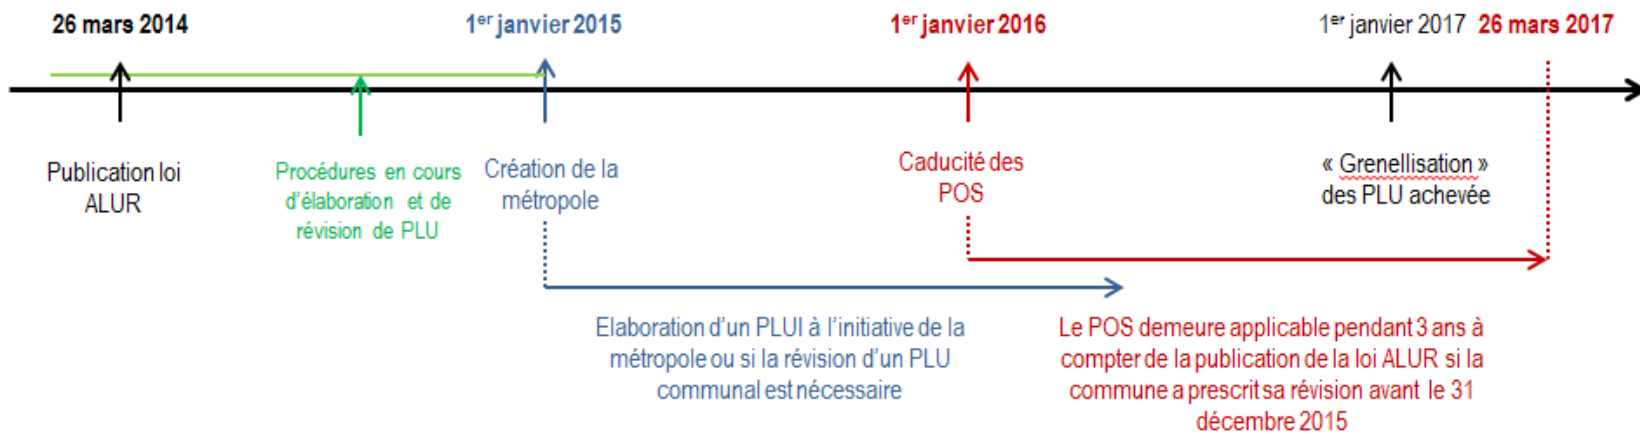 26 mars 2014
1er janvier 2015
1er janvier 2016
1er janvier 2017
26 mars 2017
Publication loi
ALUR
Procédures en cours
d'élaboration et de
révision de PLU
Création de la
métropole
Caducité des
POS
« Grenellisation »
des PLU achevée
Elaboration d'un PLUI à l'initiative de la
métropole ou si la révision d'un PLU
communal est nécessaire
Le POS demeure applicable pendant 3 ans à
compter de la publication de la loi ALUR si la
commune a prescrit sa révision avant le 31
décembre 2015